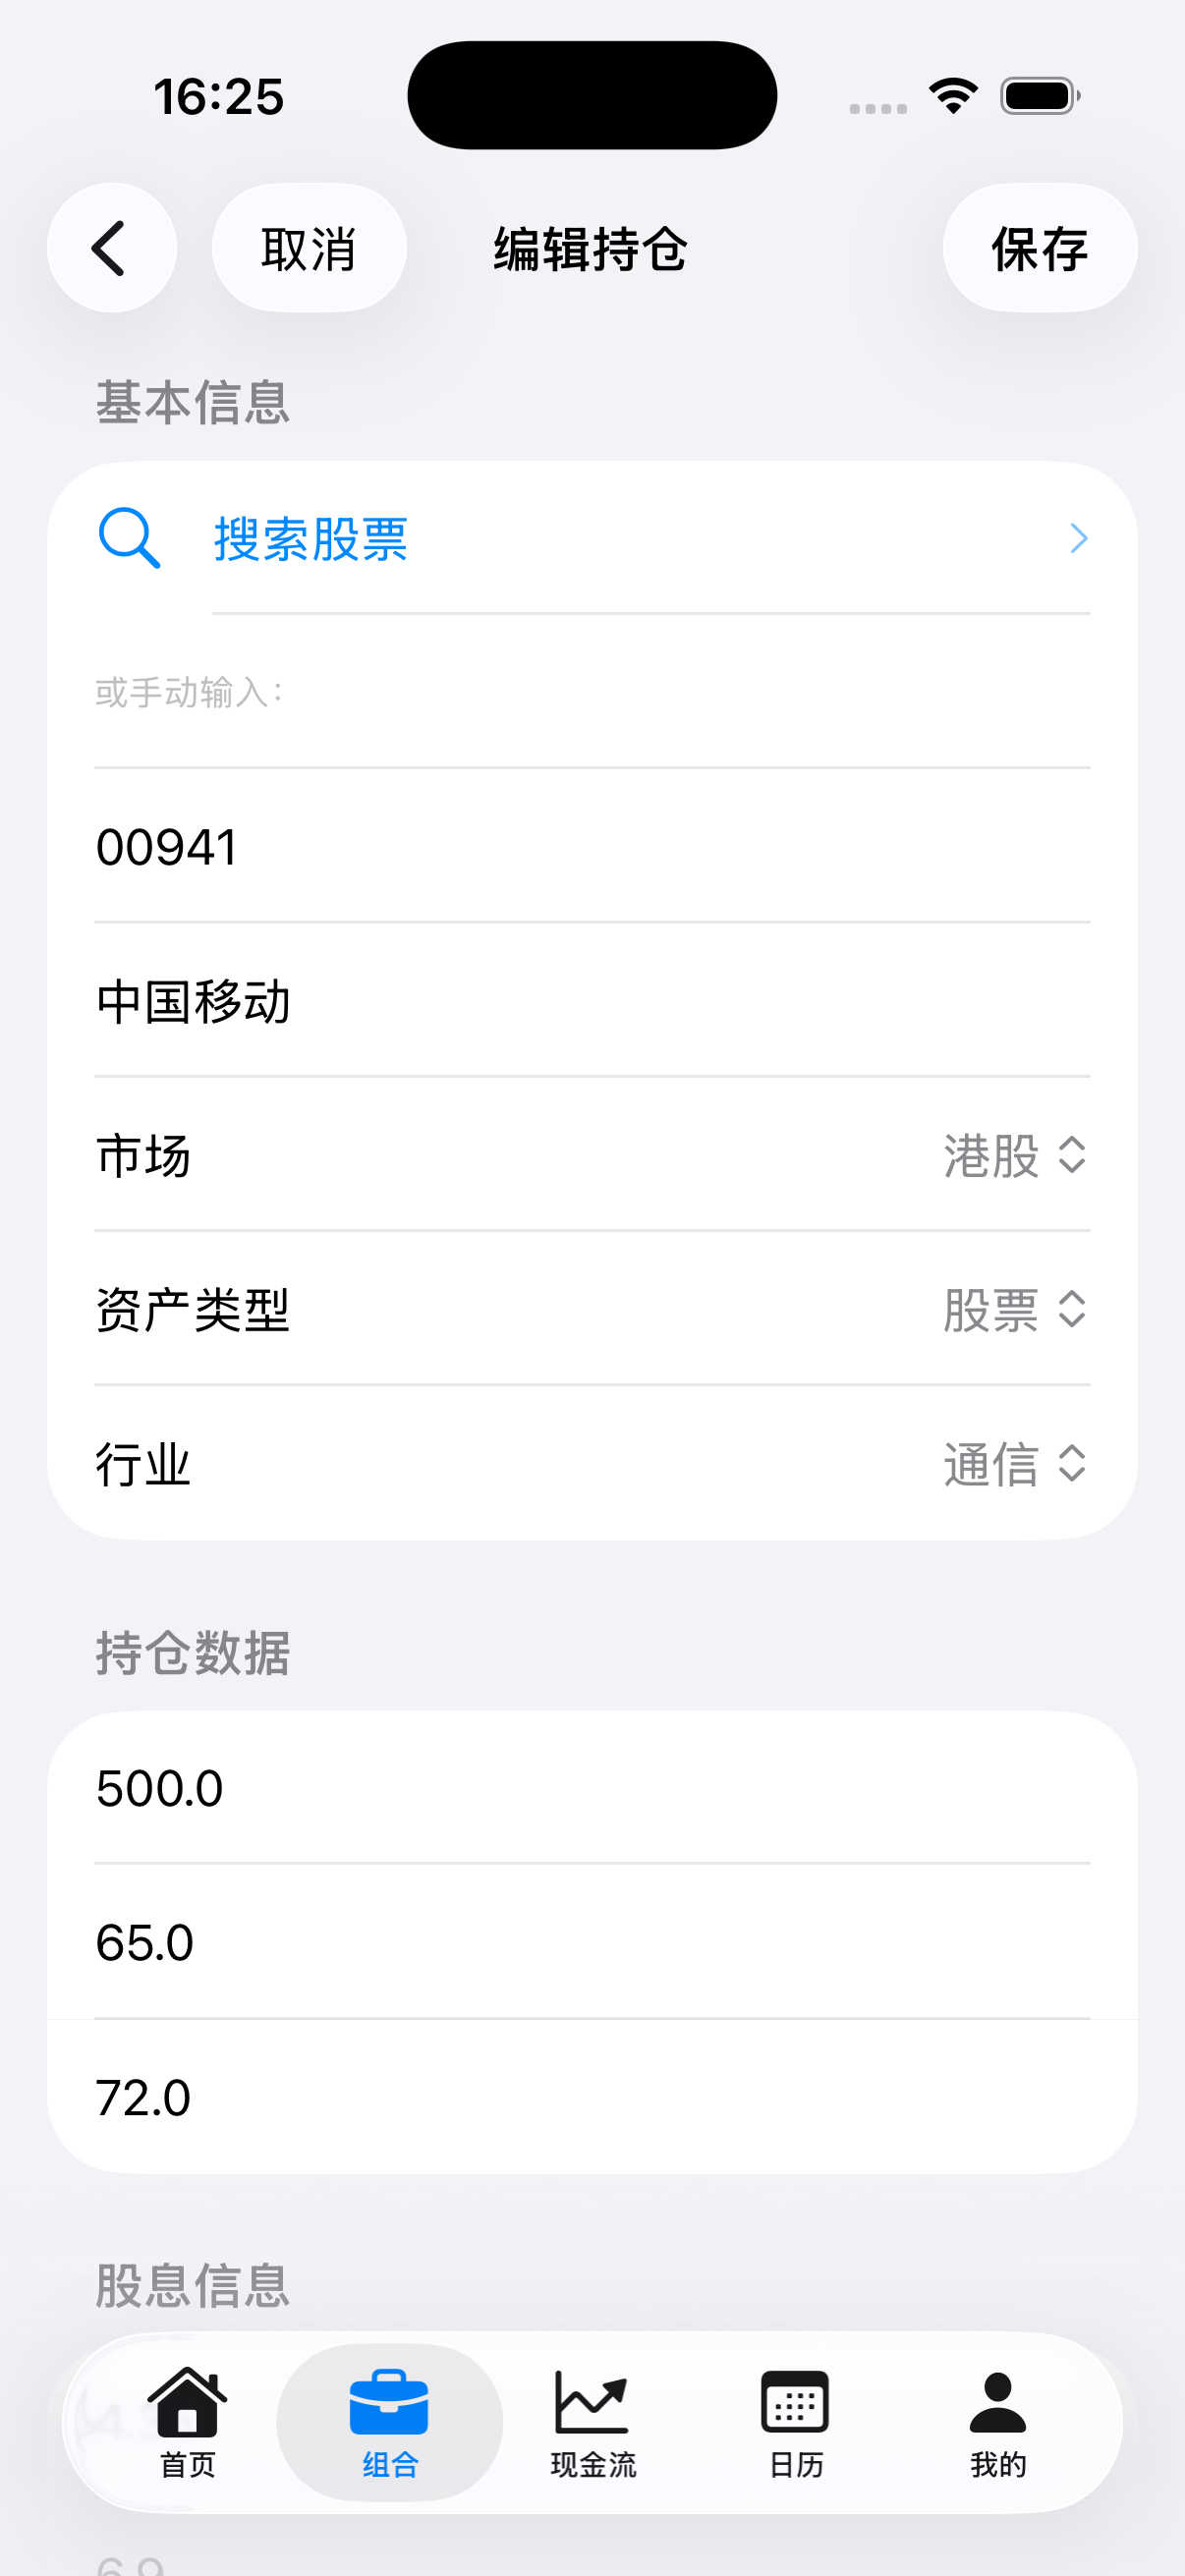 16:25
取消
编辑持仓
保存
基本信息
搜索股票
或手动输入：
00941
中国移动
市场
港股
资产类型
股票
行业
通信
持仓数据
500.0
65.0
72.0
股息信息
首页
组合
现金流
日历
我的